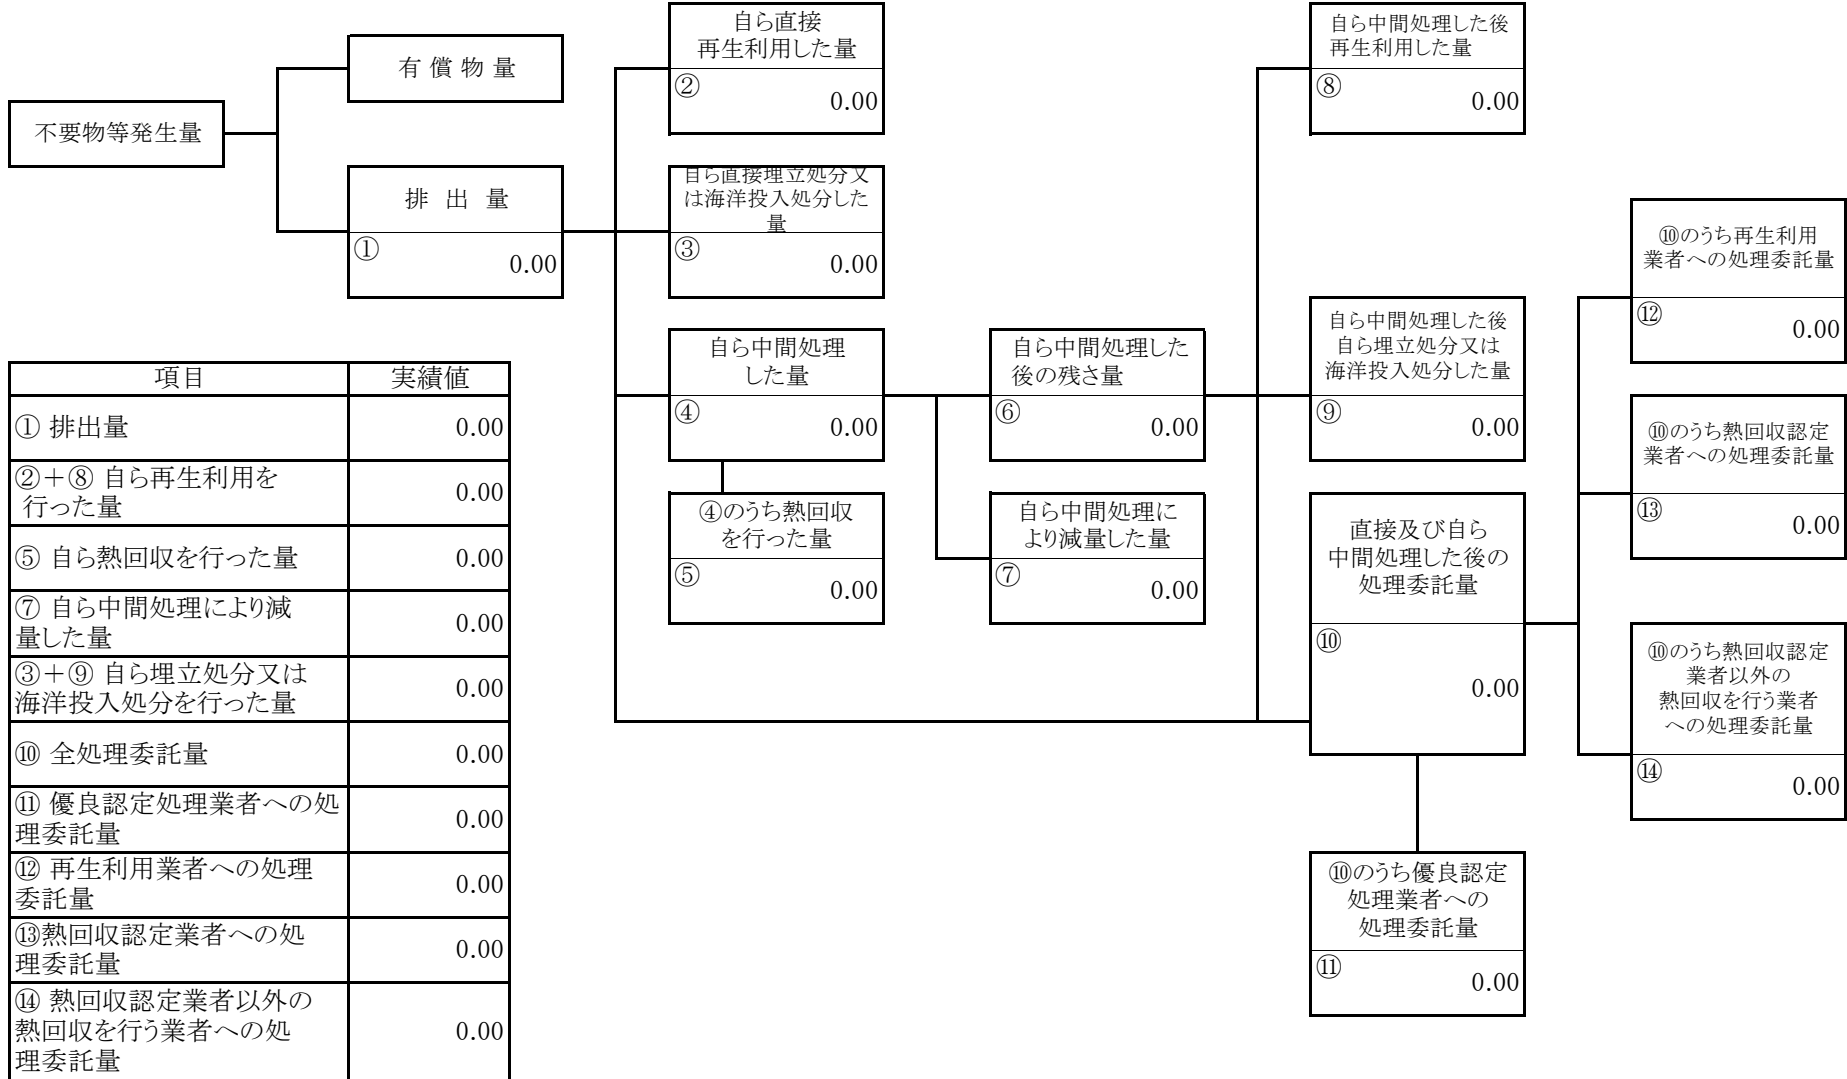 自ら直接
再生利用した量
②
0.00
自ら中間処理した後
再生利用した量
⑧
0.00
有 償 物 量
不要物等発生量
排 出 量
①
0.00
自ら直接埋立処分又
は海洋投入処分した
量
③
0.00
⑩のうち再生利用
業者への処理委託量
⑫
0.00
自ら中間処理
した量
④
0.00
自ら中間処理した
後の残さ量
⑥
0.00
自ら中間処理した後
自ら埋立処分又は
海洋投入処分した量
⑨
0.00
⑩のうち熱回収認定
業者への処理委託量
⑬
0.00
④のうち熱回収
を行った量
⑤
0.00
自ら中間処理に
より減量した量
⑦
0.00
直接及び自ら
中間処理した後の
処理委託量
⑩
0.00
⑩のうち熱回収認定
業者以外の
熱回収を行う業者
への処理委託量
⑭
0.00
⑩のうち優良認定
処理業者への
処理委託量
⑪
0.00
項目 実績値
① 排出量 0.00
②＋⑧ 自ら再生利用を
行った量 0.00
⑤ 自ら熱回収を行った量 0.00
⑦ 自ら中間処理により減
量した量 0.00
③＋⑨ 自ら埋立処分又は
海洋投入処分を行った量 0.00
⑩ 全処理委託量 0.00
⑪ 優良認定処理業者への処
理委託量 0.00
⑫ 再生利用業者への処理
委託量 0.00
⑬熱回収認定業者への処
理委託量 0.00
⑭ 熱回収認定業者以外の
熱回収を行う業者への処
理委託量 0.00